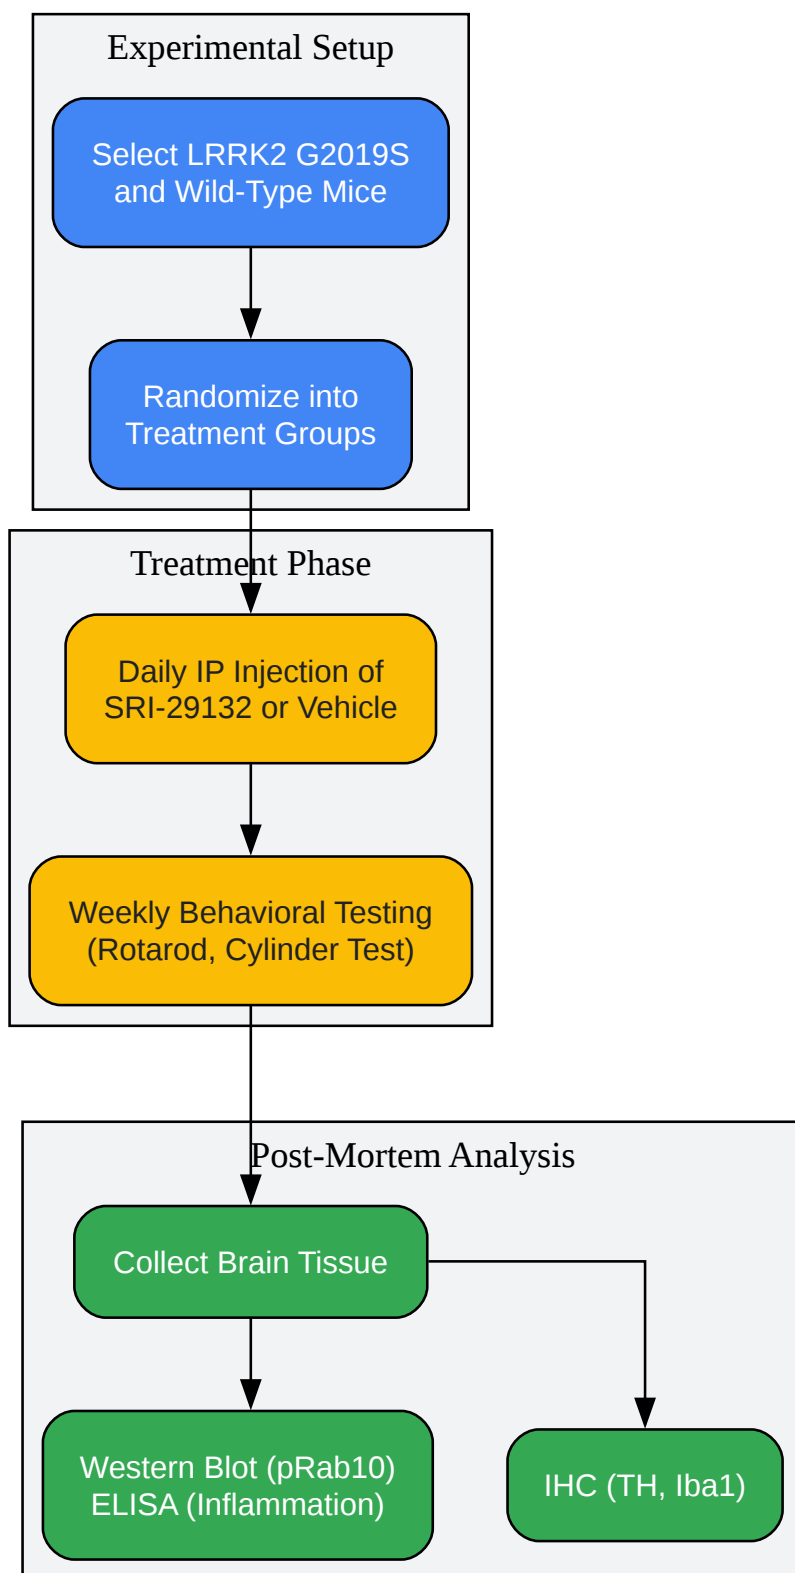 Experimental Setup
Select LRRK2 G2019S
and Wild-Type Mice
Randomize into
Treatment Groups
Treatment Phase
Daily IP Injection of
SRI-29132 or Vehicle
Weekly Behavioral Testing
(Rotarod, Cylinder Test)
Post-Mortem Analysis
Collect Brain Tissue
Western Blot (pRab10)
ELISA (Inflammation)
IHC (TH, Iba1)